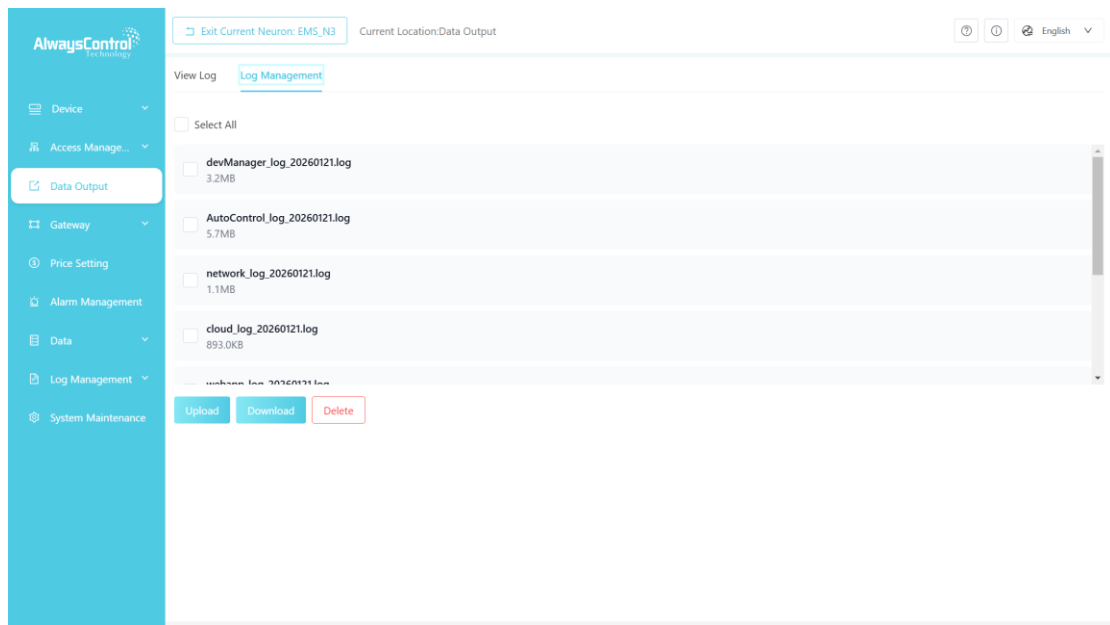 AlwaysControl
Technology
Exit Current Neuron: EMS_N3
Current Location:Data Output
English
Device
Access Manage...
Data Output
Gateway
Price Setting
Alarm Management
Data
Log Management
System Maintenance
View Log
Log Management
Select All
devManager_log_20260121.log
3.2MB
AutoControl_log_20260121.log
5.7MB
network_log_20260121.log
1.1MB
cloud_log_20260121.log
893.0KB
webapp_log_20260121.log
Upload
Download
Delete